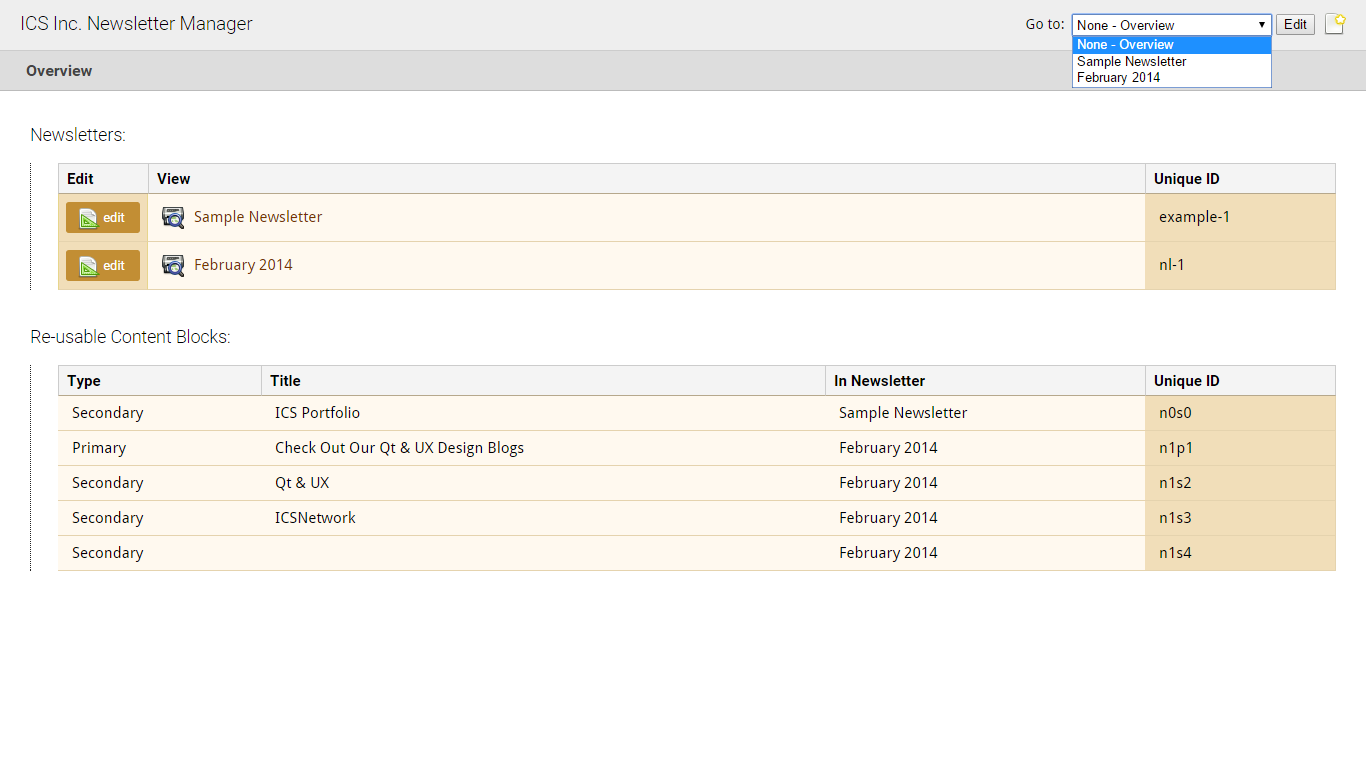 ICS Inc. Newsletter Manager
Go to: None - Overview Edit
None - Overview
Sample Newsletter
February 2014
Overview
Newsletters:
Edit View Unique ID
edit Sample Newsletter example-1
edit February 2014 nl-1
Re-usable Content Blocks:
Type Title In Newsletter Unique ID
Secondary ICS Portfolio Sample Newsletter n0s0
Primary Check Out Our Qt & UX Design Blogs February 2014 n1p1
Secondary Qt & UX February 2014 n1s2
Secondary ICSNetwork February 2014 n1s3
Secondary February 2014 n1s4